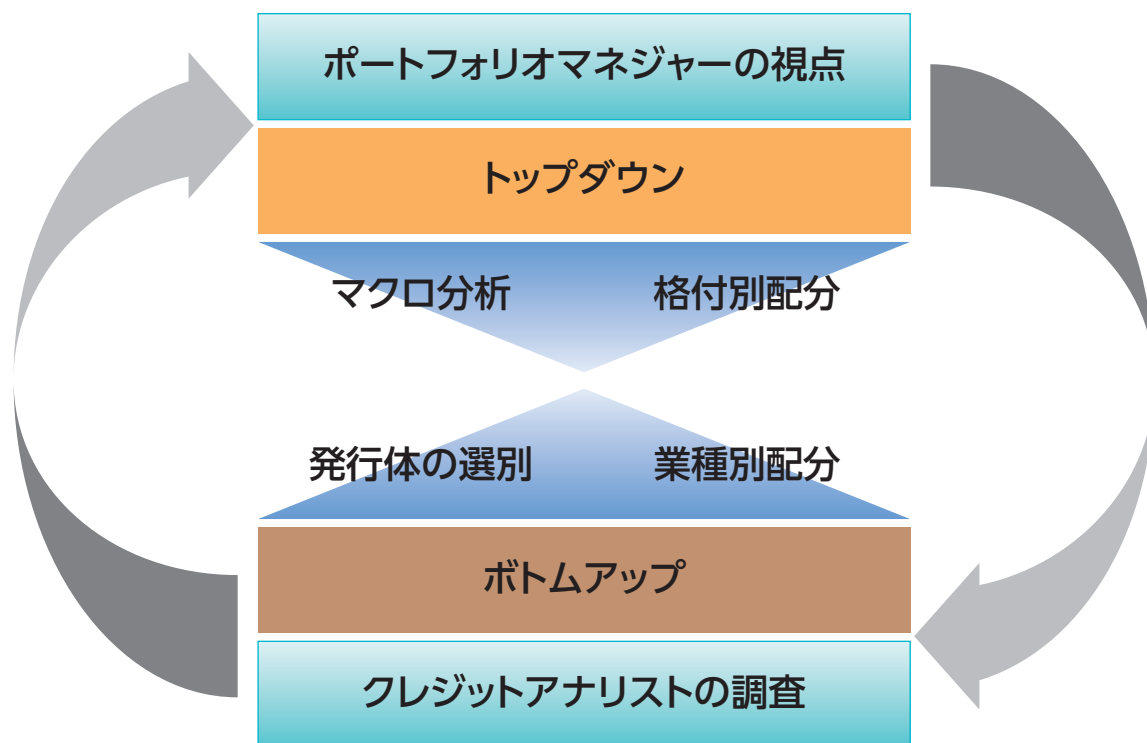 ポートフォリオマネジャーの視点
トップダウン
マクロ分析 格付別配分
発行体の選別 業種別配分
ボトムアップ
クレジットアナリストの調査